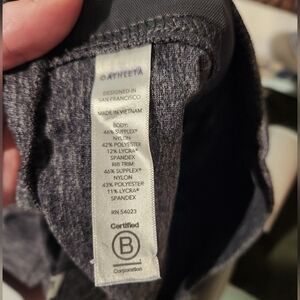 ATHLETA
DESIGNED IN
SAN FRANCISCO
MADE IN VIETNAM
BODY:
46% SUPPLEX®
NYLON
42% POLYESTER
12% LYCRA®
SPANDEX
RIB TRIM:
46% SUPPLEX®
NYLON
43% POLYESTER
11% LYCRA®
SPANDEX
RN 54023
Certified
B
Corporation